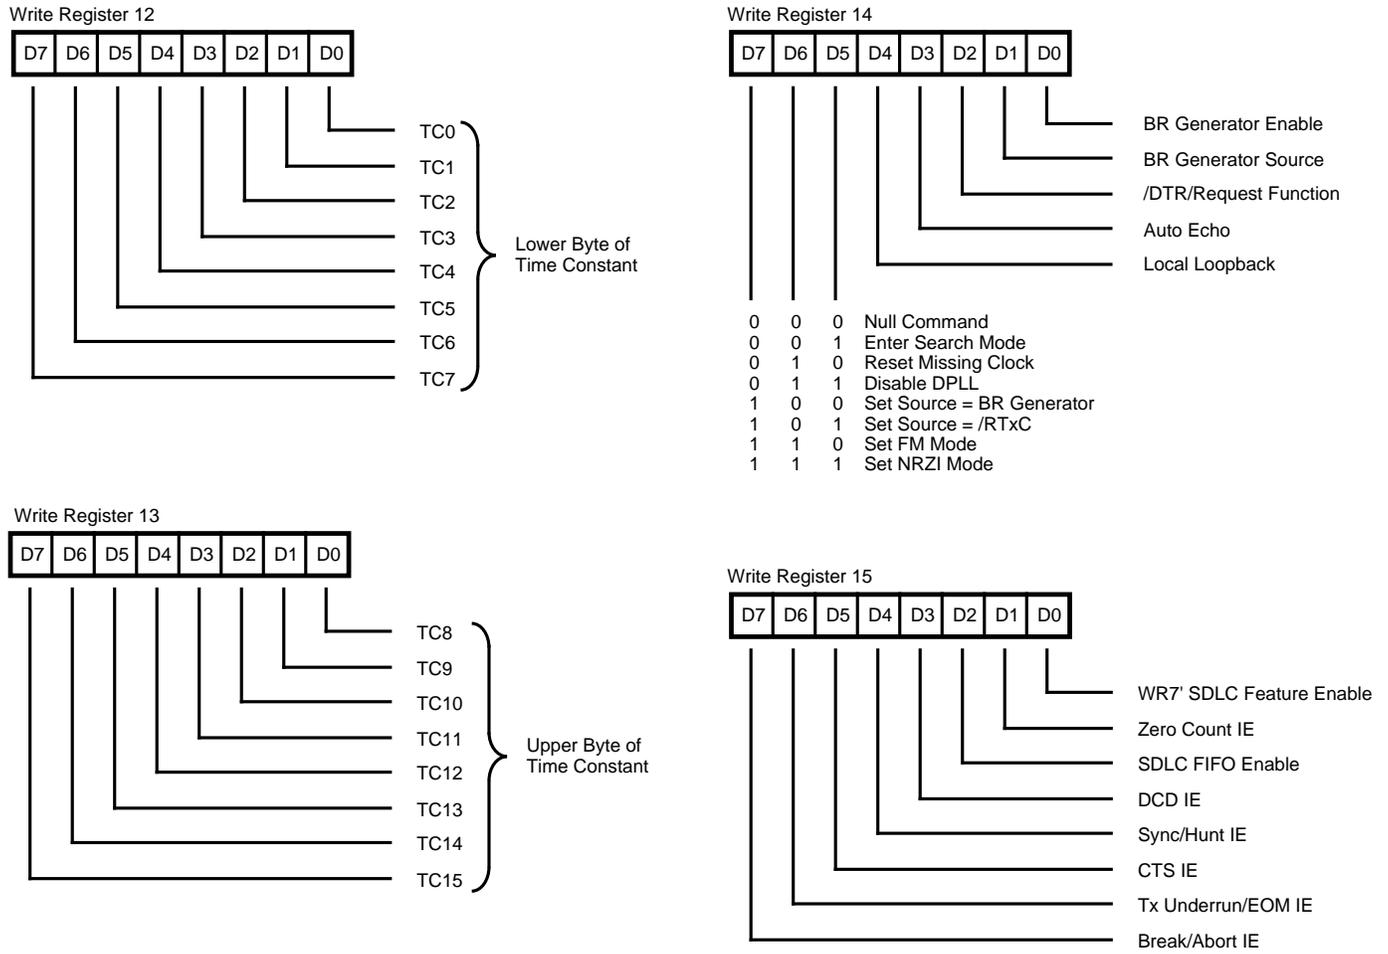 Write Register 12
D7 D6 D5 D4 D3 D2 D1 D0
TC0
TC1
TC2
TC3
TC4
TC5
TC6
TC7
Lower Byte of
Time Constant
Write Register 14
D7 D6 D5 D4 D3 D2 D1 D0
BR Generator Enable
BR Generator Source
/DTR/Request Function
Auto Echo
Local Loopback
0 0 0 Null Command
0 0 1 Enter Search Mode
0 1 0 Reset Missing Clock
0 1 1 Disable DPLL
1 0 0 Set Source = BR Generator
1 0 1 Set Source = /RTxC
1 1 0 Set FM Mode
1 1 1 Set NRZI Mode
Write Register 13
D7 D6 D5 D4 D3 D2 D1 D0
TC8
TC9
TC10
TC11
TC12
TC13
TC14
TC15
Upper Byte of
Time Constant
Write Register 15
D7 D6 D5 D4 D3 D2 D1 D0
WR7' SDLC Feature Enable
Zero Count IE
SDLC FIFO Enable
DCD IE
Sync/Hunt IE
CTS IE
Tx Underrun/EOM IE
Break/Abort IE